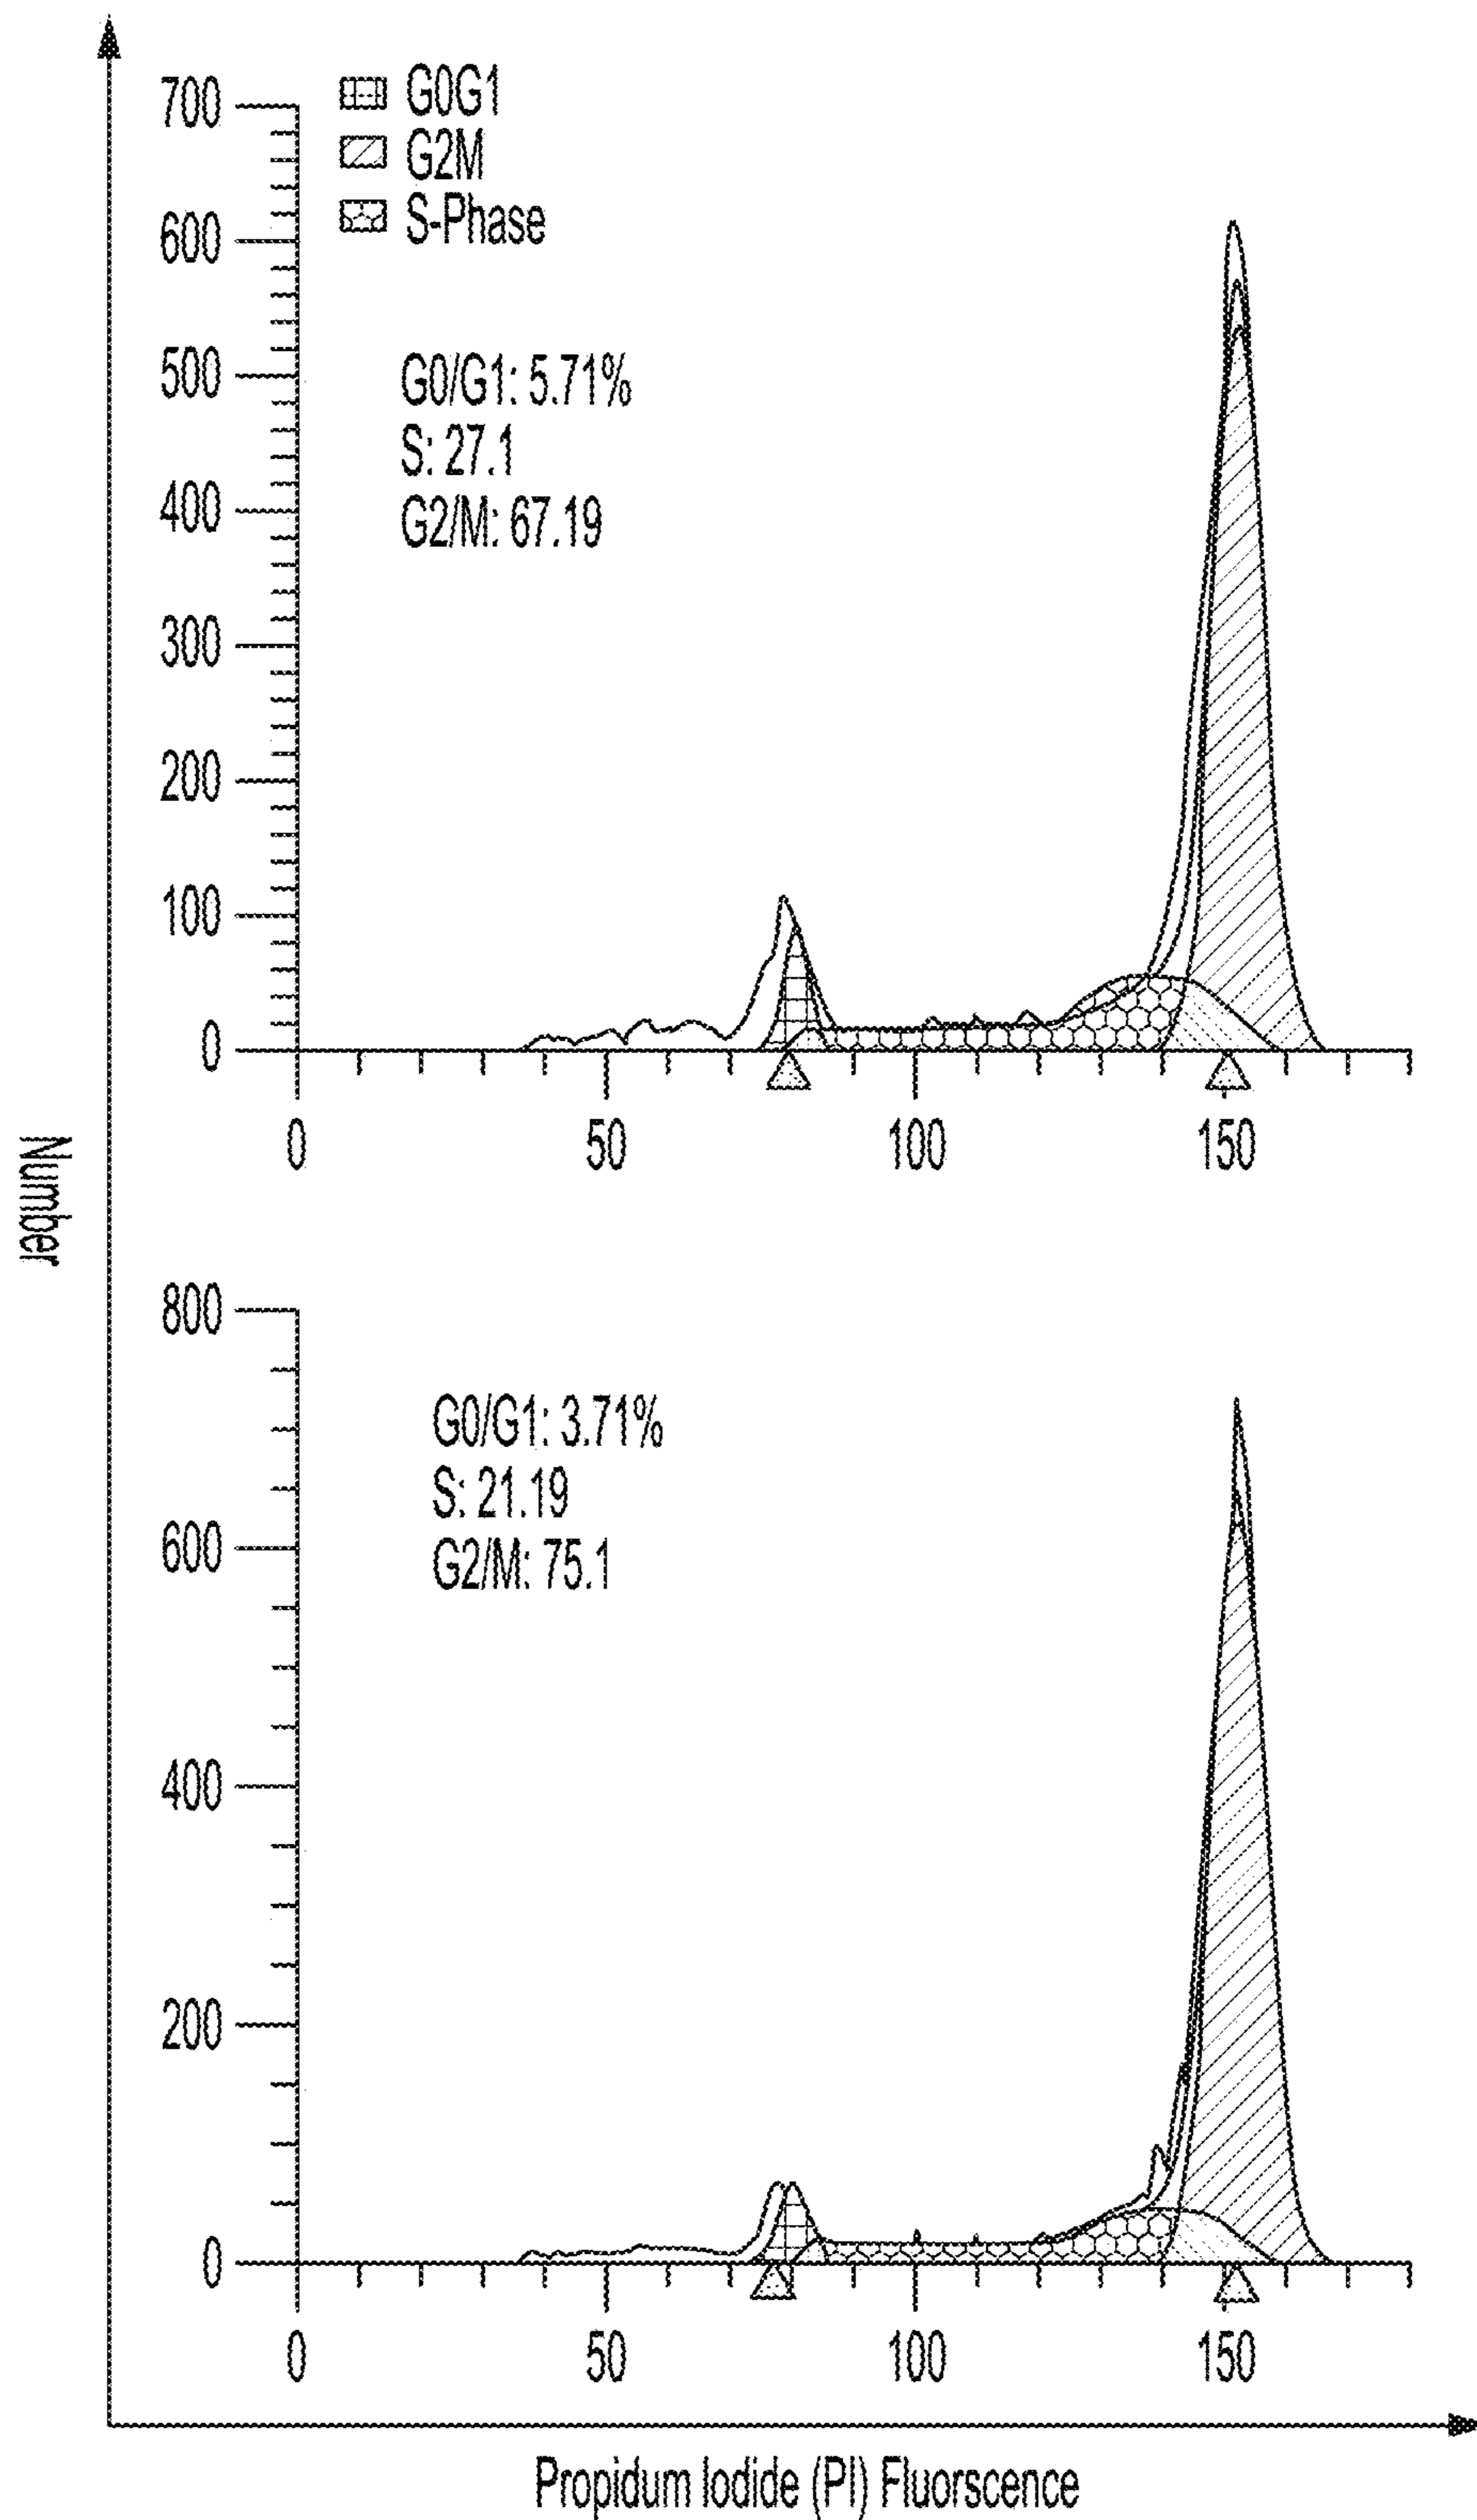 700
600
500
400
300
200
100
0
G0G1
G2M
S-Phase
G0/G1: 5.71%
S: 27.1
G2/M: 67.19
0 50 100 150
Number
800
600
400
200
0
G0/G1: 3.71%
S: 21.19
G2/M: 75.1
0 50 100 150
Propidum Iodide (PI) Fluorscence